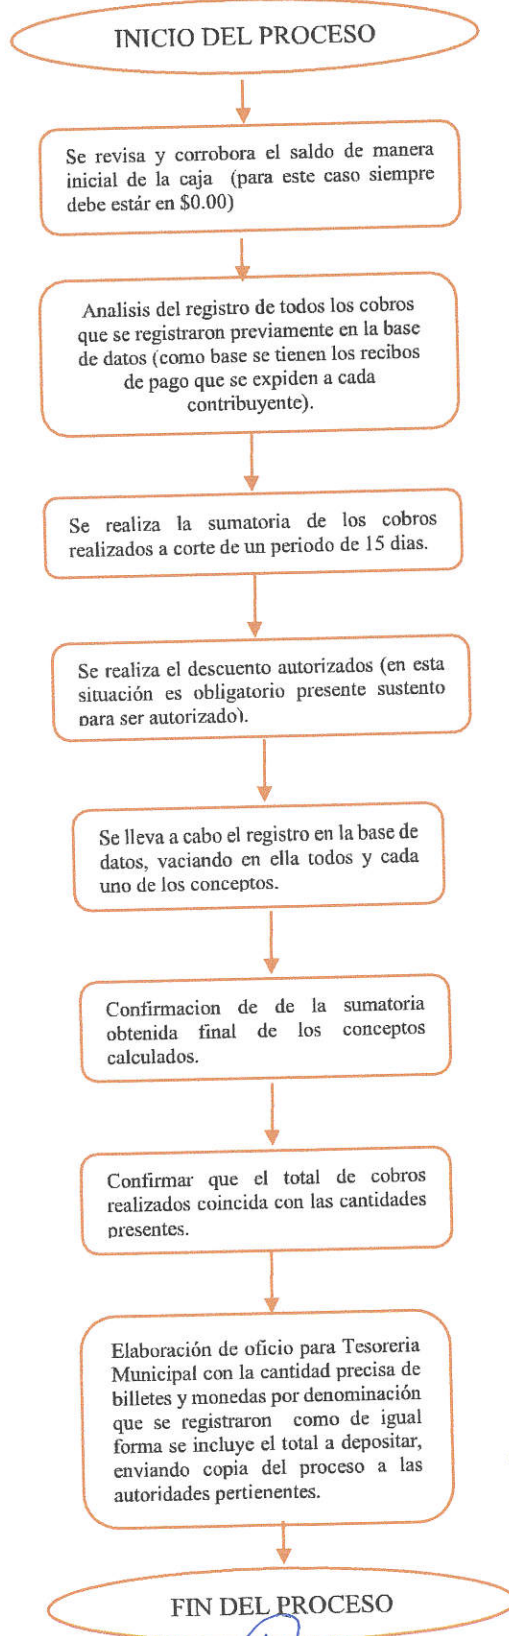 INICIO DEL PROCESO
Se revisa y corrobora el saldo de manera
inicial de la caja (para este caso siempre
debe estár en $0.00)
Analisis del registro de todos los cobros
que se registraron previamente en la base
de datos (como base se tienen los recibos
de pago que se expiden a cada
contribuyente).
Se realiza la sumatoria de los cobros
realizados a corte de un periodo de 15 dias.
Se realiza el descuento autorizados (en esta
situación es obligatorio presente sustento
para ser autorizado).
Se lleva a cabo el registro en la base de
datos, vaciando en ella todos y cada
uno de los conceptos.
Confirmacion de de la sumatoria
obtenida final de los conceptos
calculados.
Confirmar que el total de cobros
realizados coincida con las cantidades
presentes.
Elaboración de oficio para Tesoreria
Municipal con la cantidad precisa de
billetes y monedas por denominación
que se registraron como de igual
forma se incluye el total a depositar,
enviando copia del proceso a las
autoridades pertienentes.
FIN DEL PROCESO